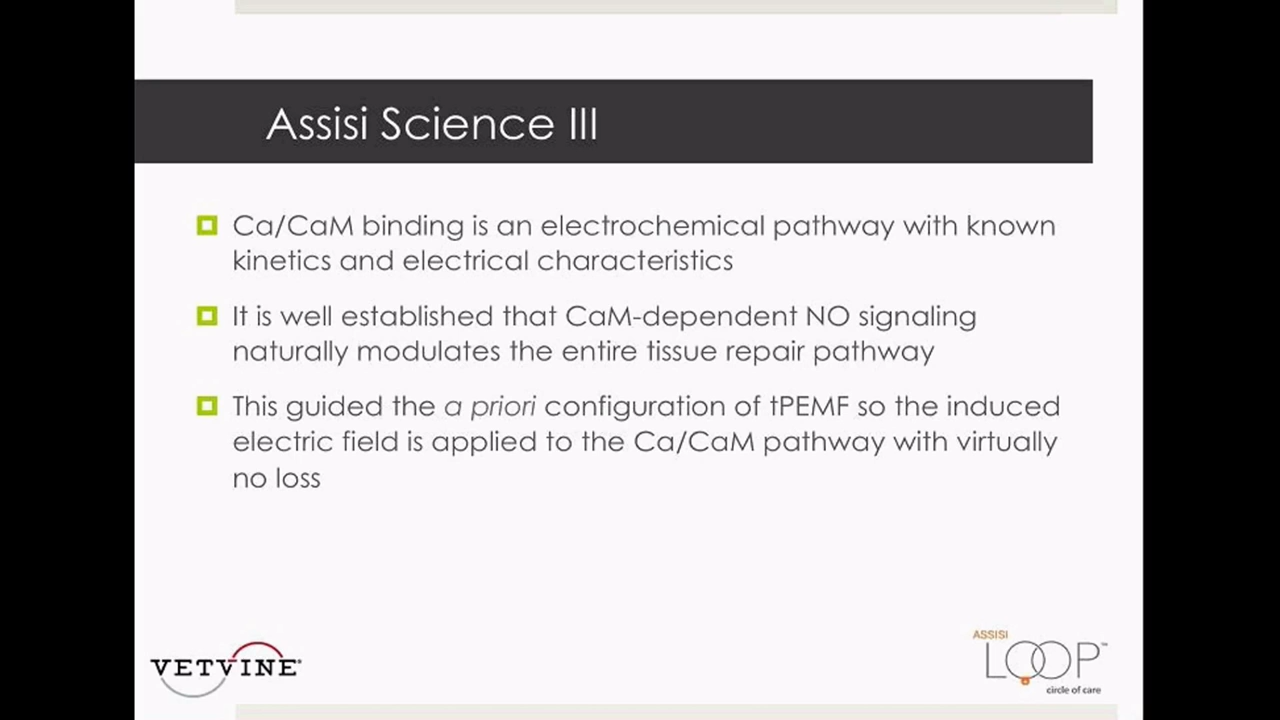 Assisi Science III
Ca/CaM binding is an electrochemical pathway with known
kinetics and electrical characteristics
It is well established that CaM-dependent NO signaling
naturally modulates the entire tissue repair pathway
This guided the a priori configuration of tPEMF so the induced
electric field is applied to the Ca/CaM pathway with virtually
no loss
VETVINE®
ASSISI
LOOP™
circle of care